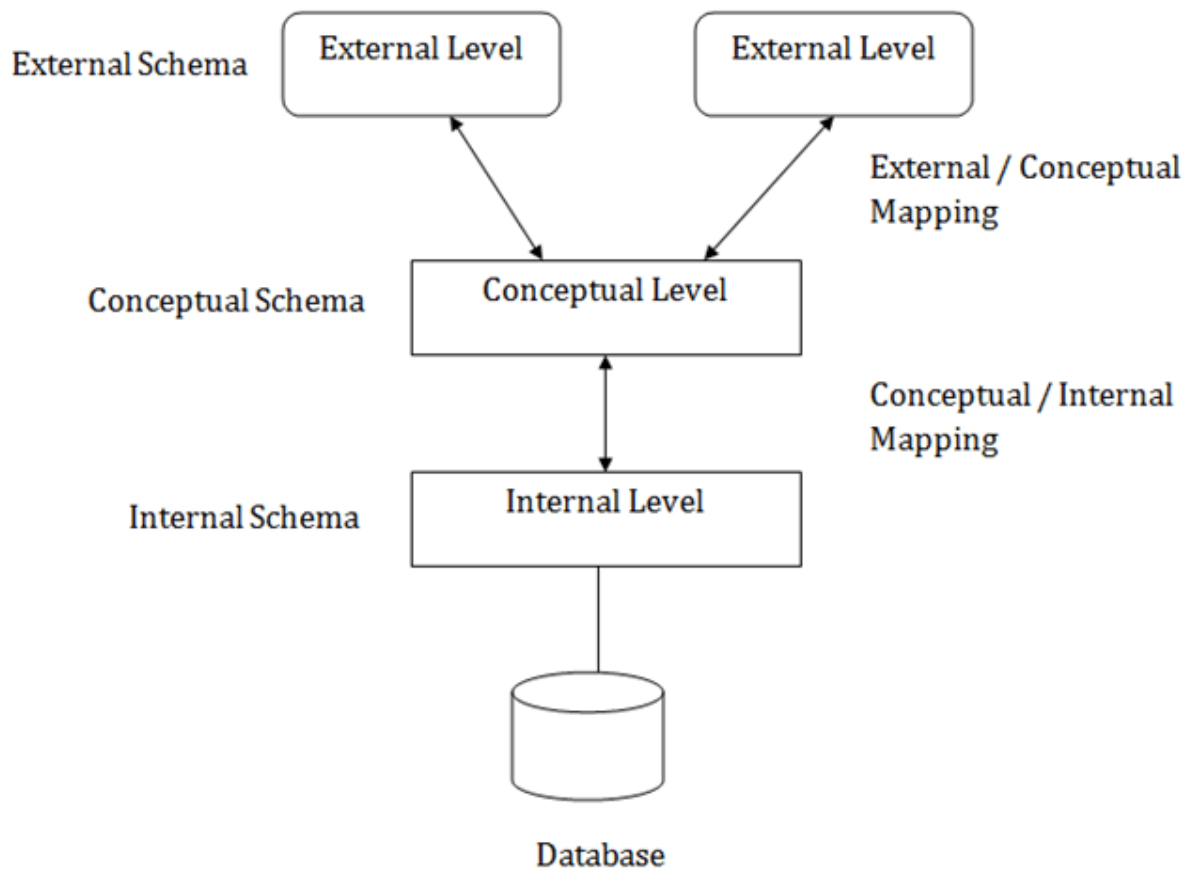 External Schema
External Level
External Level
External / Conceptual
Mapping
Conceptual Schema
Conceptual Level
Conceptual / Internal
Mapping
Internal Schema
Internal Level
Database